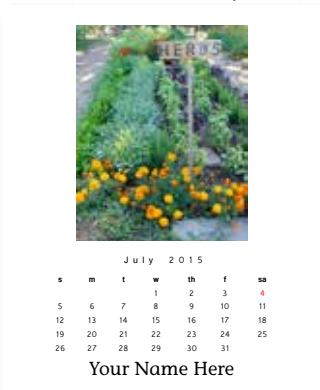 HERBS
July 2015
s m t w th f sa
1 2 3 4
5 6 7 8 9 10 11
12 13 14 15 16 17 18
19 20 21 22 23 24 25
26 27 28 29 30 31
Your Name Here